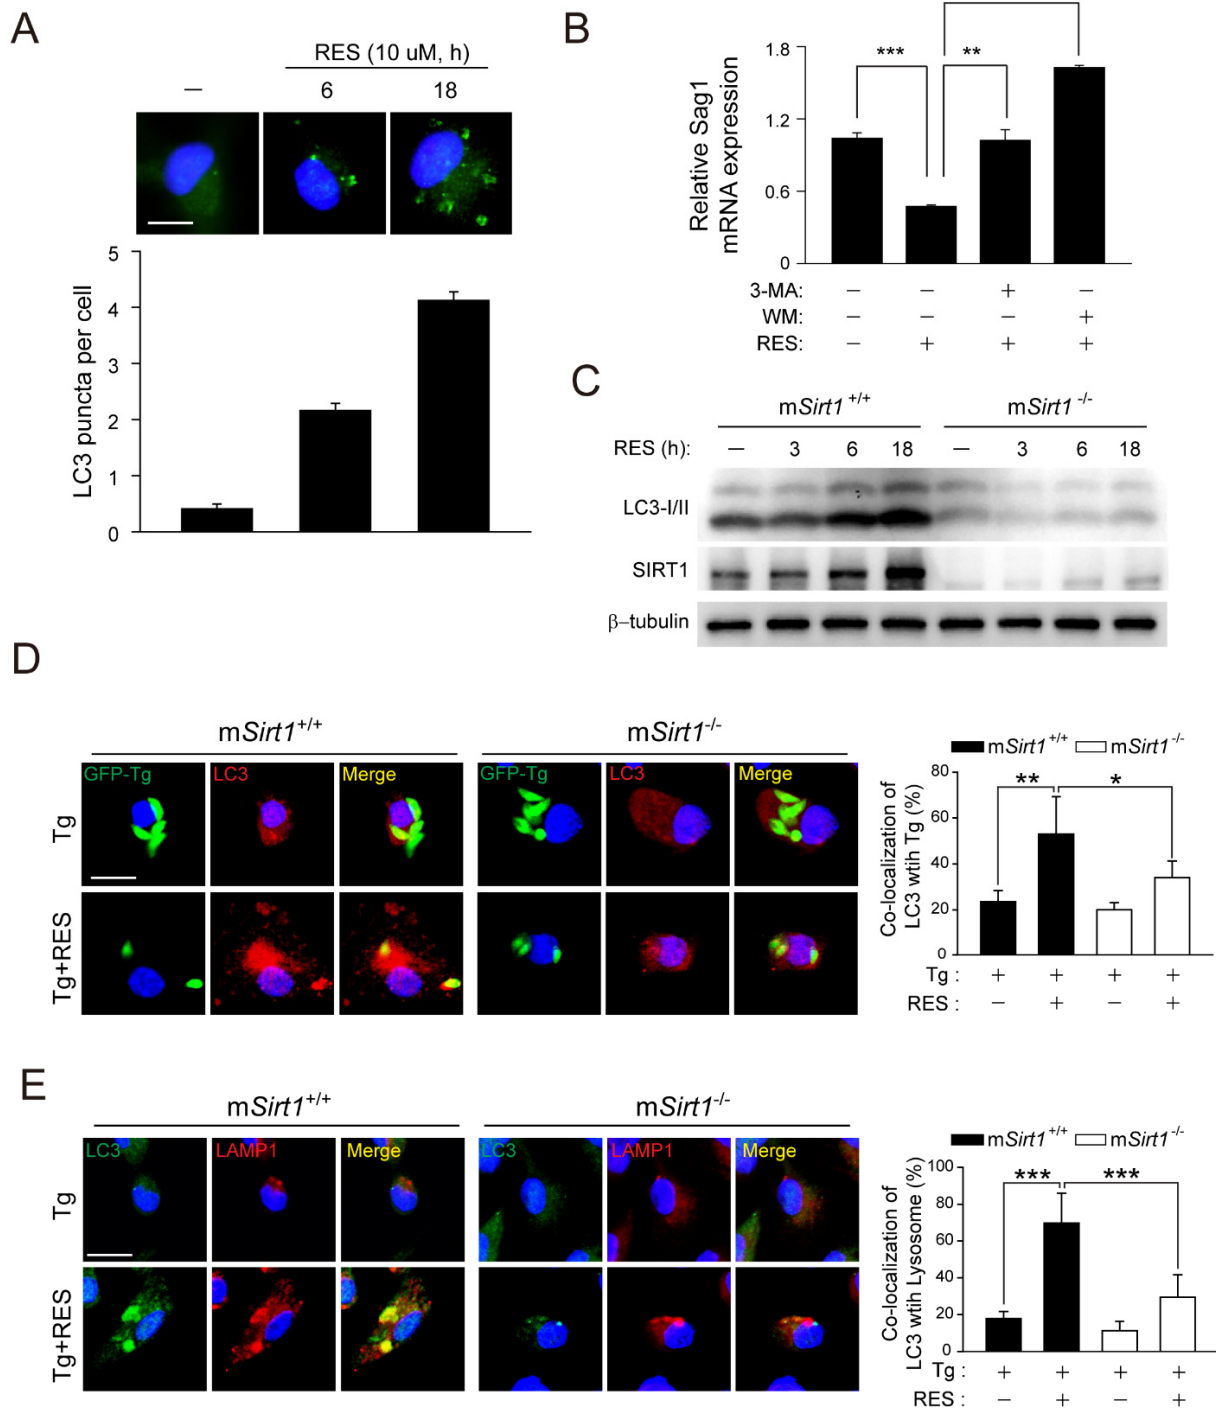 A
RES (10 uM, h)
– 6 18
LC3 puncta per cell
5
4
3
2
1
0
B
Relative Sag1
mRNA expression
1.8
1.2
0.6
0
*** **
3-MA: – – + –
WM: – – – +
RES: – + + +
C
mSirt1 +/+ mSirt1 -/-
RES (h): – 3 6 18 – 3 6 18
LC3-I/II
SIRT1
β–tubulin
D
mSirt1+/+ mSirt1-/-
GFP-Tg LC3 Merge GFP-Tg LC3 Merge
Tg
Tg+RES
mSirt1+/+ mSirt1-/-
Co-localization of
LC3 wtih Tg (%)
80
60
40
20
0
** *
Tg : + + + +
RES : – + – +
E
mSirt1+/+ mSirt1-/-
LC3 LAMP1 Merge LC3 LAMP1 Merge
Tg
Tg+RES
mSirt1+/+ mSirt1-/-
Co-localization of
LC3 wtih Lysosome (%)
100
80
60
40
20
0
*** ***
Tg : + + + +
RES : – + – +